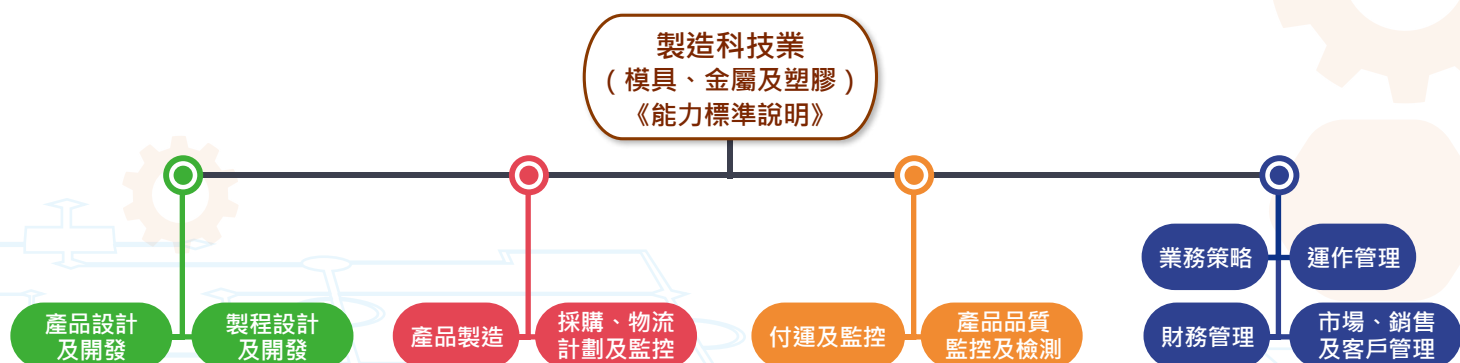 製造科技業
（模具、金屬及塑膠）
《能力標準說明》
業務策略
運作管理
產品設計
及開發
製程設計
及開發
產品製造
採購、物流
計劃及監控
付運及監控
產品品質
監控及檢測
財務管理
市場、銷售
及客戶管理